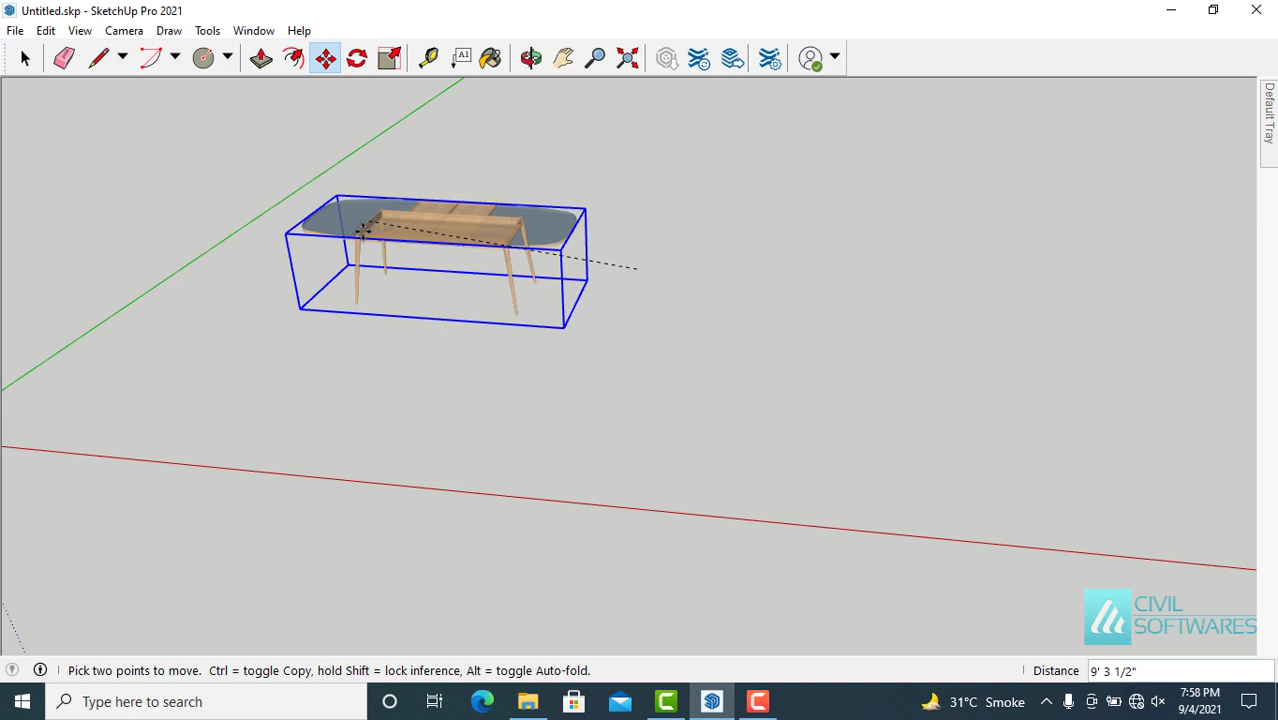 Untitled.skp - SketchUp Pro 2021
File Edit View Camera Draw Tools Window Help
A1
Default Tray
CIVIL
SOFTWARES
Pick two points to move. Ctrl = toggle Copy, hold Shift = lock inference, Alt = toggle Auto-fold.
Distance 9' 3 1/2"
Type here to search
31°C Smoke
7:58 PM
9/4/2021